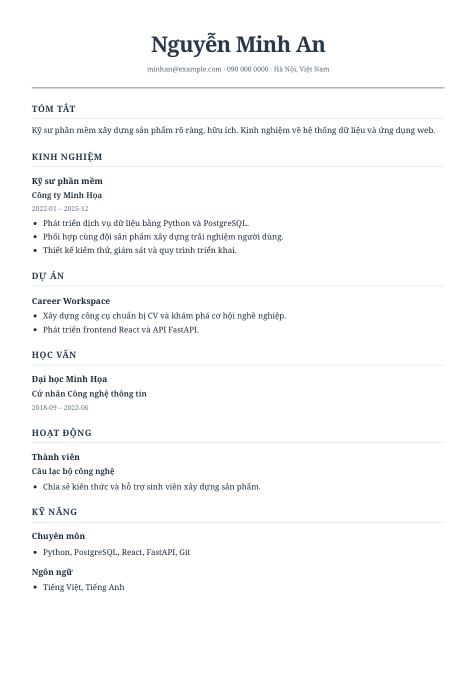 Nguyễn Minh An
minhan@example.com · 090 000 0000 · Hà Nội, Việt Nam
TÓM TẮT
Kỹ sư phần mềm xây dựng sản phẩm rõ ràng, hữu ích. Kinh nghiệm về hệ thống dữ liệu và ứng dụng web.
KINH NGHIỆM
Kỹ sư phần mềm
Công ty Minh Họa
2022-01 – 2025-12
• Phát triển dịch vụ dữ liệu bằng Python và PostgreSQL.
• Phối hợp cùng đội sản phẩm xây dựng trải nghiệm người dùng.
• Thiết kế kiểm thử, giám sát và quy trình triển khai.
DỰ ÁN
Career Workspace
• Xây dựng công cụ chuẩn bị CV và khám phá cơ hội nghề nghiệp.
• Phát triển frontend React và API FastAPI.
HỌC VẤN
Đại học Minh Họa
Cử nhân Công nghệ thông tin
2018-09 – 2022-06
HOẠT ĐỘNG
Thành viên
Câu lạc bộ công nghệ
• Chia sẻ kiến thức và hỗ trợ sinh viên xây dựng sản phẩm.
KỸ NĂNG
Chuyên môn
• Python, PostgreSQL, React, FastAPI, Git
Ngôn ngữ
• Tiếng Việt, Tiếng Anh